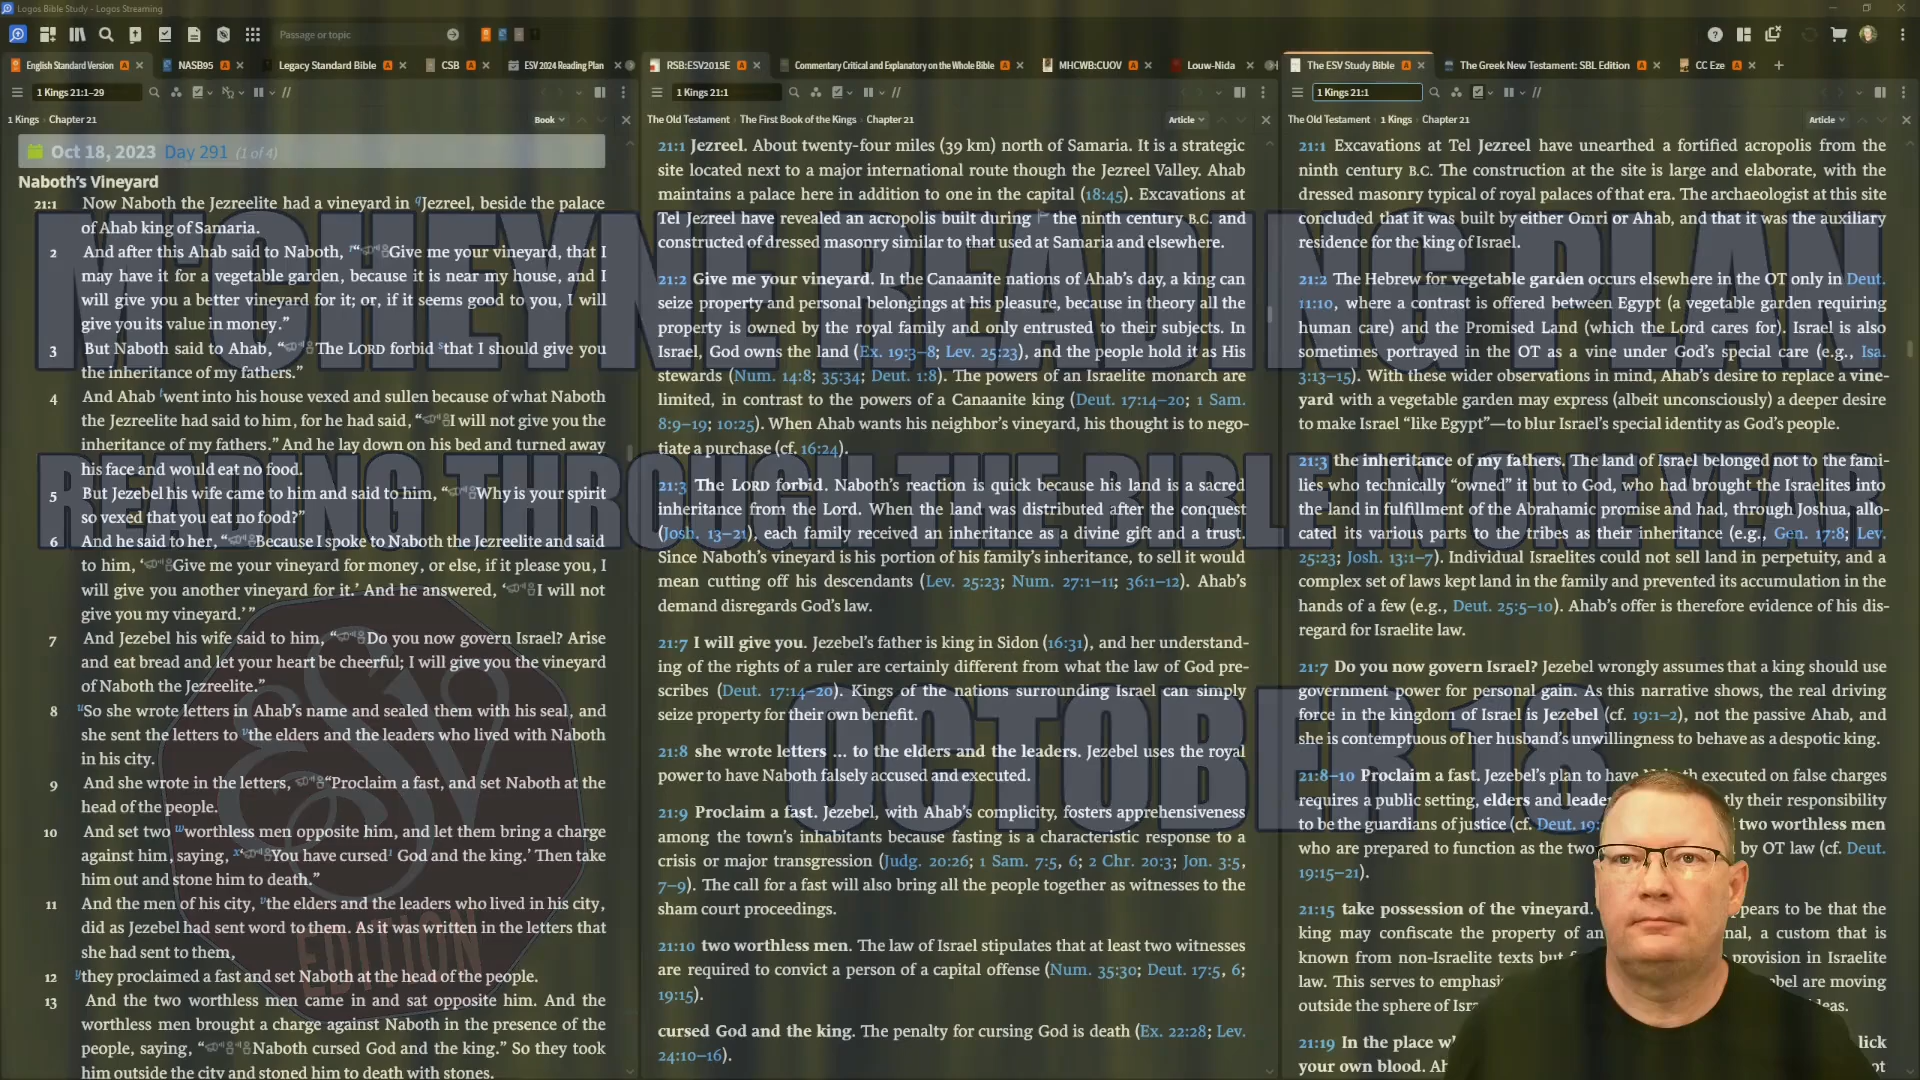 Logos Bible Study - Logos Streaming
Passage or topic
English Standard Version A
NASB95 A
Legacy Standard Bible A
CSB A
ESV 2024 Reading Plan
RSB:ESV2015E A
Commentary Critical and Explanatory on the Whole Bible A
MHCWB:CUOV A
Louw-Nida
The ESV Study Bible A
The Greek New Testament: SBL Edition A
CC Eze A
1 Kings 21:1–29
1 Kings 21:1
1 Kings 21:1
1 Kings Chapter 21
Book
The Old Testament The First Book of the Kings Chapter 21
Article
The Old Testament 1 Kings Chapter 21
Article
Oct 18, 2023 Day 291 (1 of 4)
Naboth's Vineyard
21:1 Now Naboth the Jezreelite had a vineyard in qJezreel, beside the palace
of Ahab king of Samaria.
2 And after this Ahab said to Naboth, r“Give me your vineyard, that I
may have it for a vegetable garden, because it is near my house, and I
will give you a better vineyard for it; or, if it seems good to you, I will
give you its value in money.”
3 But Naboth said to Ahab, “The LORD forbid sthat I should give you
the inheritance of my fathers.”
4 And Ahab twent into his house vexed and sullen because of what Naboth
the Jezreelite had said to him, for he had said, “I will not give you the
inheritance of my fathers.” And he lay down on his bed and turned away
his face and would eat no food.
5 But Jezebel his wife came to him and said to him, “Why is your spirit
so vexed that you eat no food?”
6 And he said to her, “Because I spoke to Naboth the Jezreelite and said
to him, ‘Give me your vineyard for money, or else, if it please you, I
will give you another vineyard for it.’ And he answered, ‘I will not
give you my vineyard.’”
7 And Jezebel his wife said to him, “Do you now govern Israel? Arise
and eat bread and let your heart be cheerful; I will give you the vineyard
of Naboth the Jezreelite.”
8 uSo she wrote letters in Ahab's name and sealed them with his seal, and
she sent the letters to vthe elders and the leaders who lived with Naboth
in his city.
9 And she wrote in the letters, “Proclaim a fast, and set Naboth at the
head of the people.
10 And set two wworthless men opposite him, and let them bring a charge
against him, saying, x‘You have cursed1 God and the king.’ Then take
him out and stone him to death.”
11 And the men of his city, vthe elders and the leaders who lived in his city,
did as Jezebel had sent word to them. As it was written in the letters that
she had sent to them,
12 ythey proclaimed a fast and set Naboth at the head of the people.
13 And the two worthless men came in and sat opposite him. And the
worthless men brought a charge against Naboth in the presence of the
people, saying, “Naboth cursed God and the king.” So they took
him outside the city and stoned him to death with stones.
21:1 Jezreel. About twenty-four miles (39 km) north of Samaria. It is a strategic
site located next to a major international route though the Jezreel Valley. Ahab
maintains a palace here in addition to one in the capital (18:45). Excavations at
Tel Jezreel have revealed an acropolis built during the ninth century B.C. and
constructed of dressed masonry similar to that used at Samaria and elsewhere.
21:2 Give me your vineyard. In the Canaanite nations of Ahab's day, a king can
seize property and personal belongings at his pleasure, because in theory all the
property is owned by the royal family and only entrusted to their subjects. In
Israel, God owns the land (Ex. 19:3–8; Lev. 25:23), and the people hold it as His
stewards (Num. 14:8; 35:34; Deut. 1:8). The powers of an Israelite monarch are
limited, in contrast to the powers of a Canaanite king (Deut. 17:14–20; 1 Sam.
8:9–19; 10:25). When Ahab wants his neighbor's vineyard, his thought is to nego-
tiate a purchase (cf. 16:24).
21:3 The LORD forbid. Naboth's reaction is quick because his land is a sacred
inheritance from the Lord. When the land was distributed after the conquest
(Josh. 13–21), each family received an inheritance as a divine gift and a trust.
Since Naboth's vineyard is his portion of his family's inheritance, to sell it would
mean cutting off his descendants (Lev. 25:23; Num. 27:1–11; 36:1–12). Ahab's
demand disregards God's law.
21:7 I will give you. Jezebel's father is king in Sidon (16:31), and her understand-
ing of the rights of a ruler are certainly different from what the law of God pre-
scribes (Deut. 17:14–20). Kings of the nations surrounding Israel can simply
seize property for their own benefit.
21:8 she wrote letters ... to the elders and the leaders. Jezebel uses the royal
power to have Naboth falsely accused and executed.
21:9 Proclaim a fast. Jezebel, with Ahab's complicity, fosters apprehensiveness
among the town's inhabitants because fasting is a characteristic response to a
crisis or major transgression (Judg. 20:26; 1 Sam. 7:5, 6; 2 Chr. 20:3; Jon. 3:5,
7–9). The call for a fast will also bring all the people together as witnesses to the
sham court proceedings.
21:10 two worthless men. The law of Israel stipulates that at least two witnesses
are required to convict a person of a capital offense (Num. 35:30; Deut. 17:5, 6;
19:15).
cursed God and the king. The penalty for cursing God is death (Ex. 22:28; Lev.
24:10–16).
21:1 Excavations at Tel Jezreel have unearthed a fortified acropolis from the
ninth century B.C. The construction at the site is large and elaborate, with the
dressed masonry typical of royal palaces of that era. The archaeologist at this site
concluded that it was built by either Omri or Ahab, and that it was the auxiliary
residence for the king of Israel.
21:2 The Hebrew for vegetable garden occurs elsewhere in the OT only in Deut.
11:10, where a contrast is offered between Egypt (a vegetable garden requiring
human care) and the Promised Land (which the Lord cares for). Israel is also
sometimes portrayed in the OT as a vine under God's special care (e.g., Isa.
3:13–15). With these wider observations in mind, Ahab's desire to replace a vine-
yard with a vegetable garden may express (albeit unconsciously) a deeper desire
to make Israel “like Egypt”—to blur Israel's special identity as God's people.
21:3 the inheritance of my fathers. The land of Israel belonged not to the fami-
lies who technically “owned” it but to God, who had brought the Israelites into
the land in fulfillment of the Abrahamic promise and had, through Joshua, allo-
cated its various parts to the tribes as their inheritance (e.g., Gen. 17:8; Lev.
25:23; Josh. 13:1–7). Individual Israelites could not sell land in perpetuity, and a
complex set of laws kept land in the family and prevented its accumulation in the
hands of a few (e.g., Deut. 25:5–10). Ahab's offer is therefore evidence of his dis-
regard for Israelite law.
21:7 Do you now govern Israel? Jezebel wrongly assumes that a king should use
government power for personal gain. As this narrative shows, the real driving
force in the kingdom of Israel is Jezebel (cf. 19:1–2), not the passive Ahab, and
she is contemptuous of her husband's unwillingness to behave as a despotic king.
21:8–10 Proclaim a fast. Jezebel's plan to have executed on false charges
requires a public setting, elders and their responsibility
to be the guardians of justice (cf. Deut. two worthless men
who are prepared to function as the two by OT law (cf. Deut.
19:15–21).
21:15 take possession of the vineyard. to be that the
king may confiscate the property of a custom that is
known from non-Israelite texts but provision in Israelite
law. This serves to are moving
outside the sphere of
21:19 In the place lick
your own blood.
M'CHEYNE READING PLAN
READING THROUGH THE BIBLE IN ONE YEAR
OCTOBER 18
ESV
EDITION